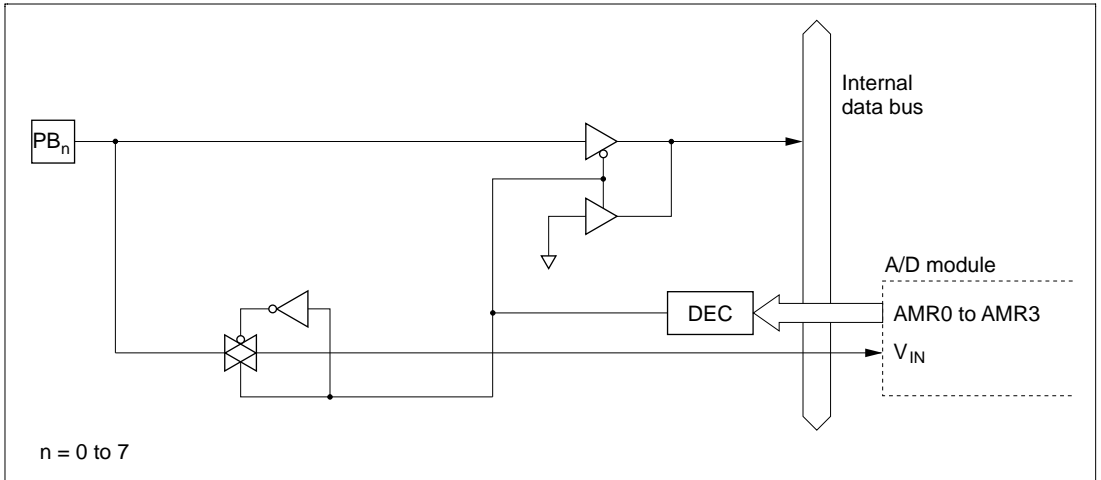 PBn
Internal
data bus
A/D module
DEC
AMR0 to AMR3
VIN
n = 0 to 7